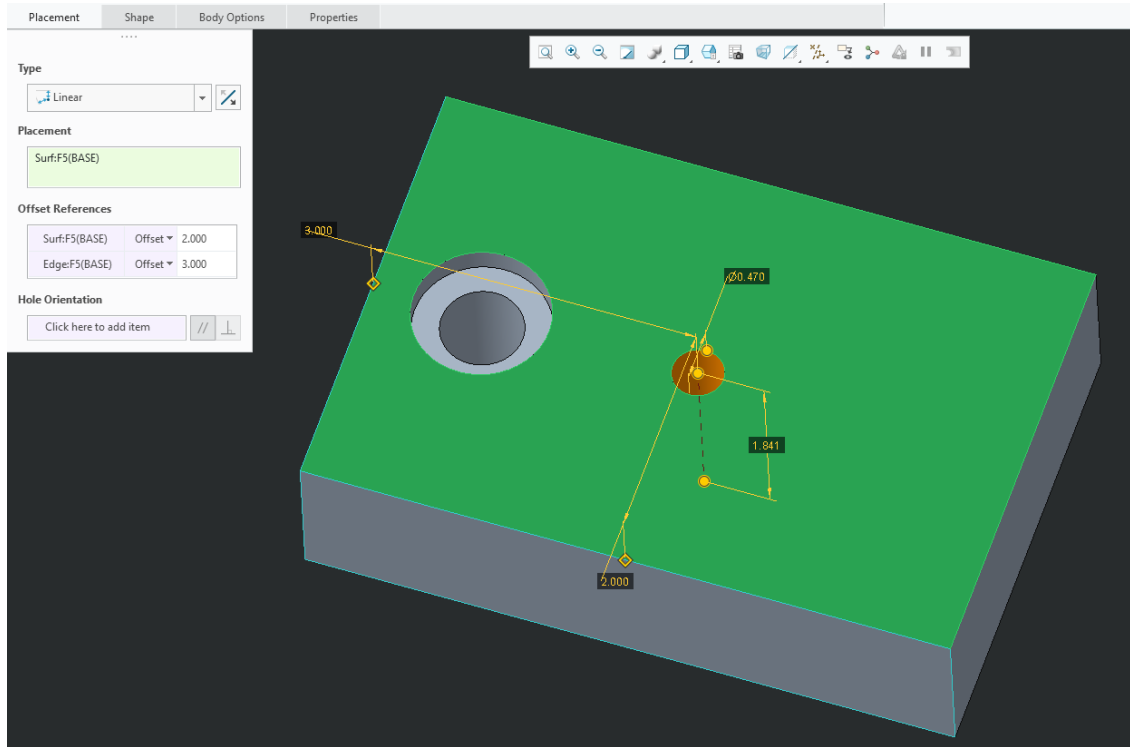 Placement Shape Body Options Properties
Type
Linear
Placement
Surf:F5(BASE)
Offset References
Surf:F5(BASE) Offset 2.000
Edge:F5(BASE) Offset 3.000
Hole Orientation
Click here to add item
3.000
Ø0.470
1.841
2.000